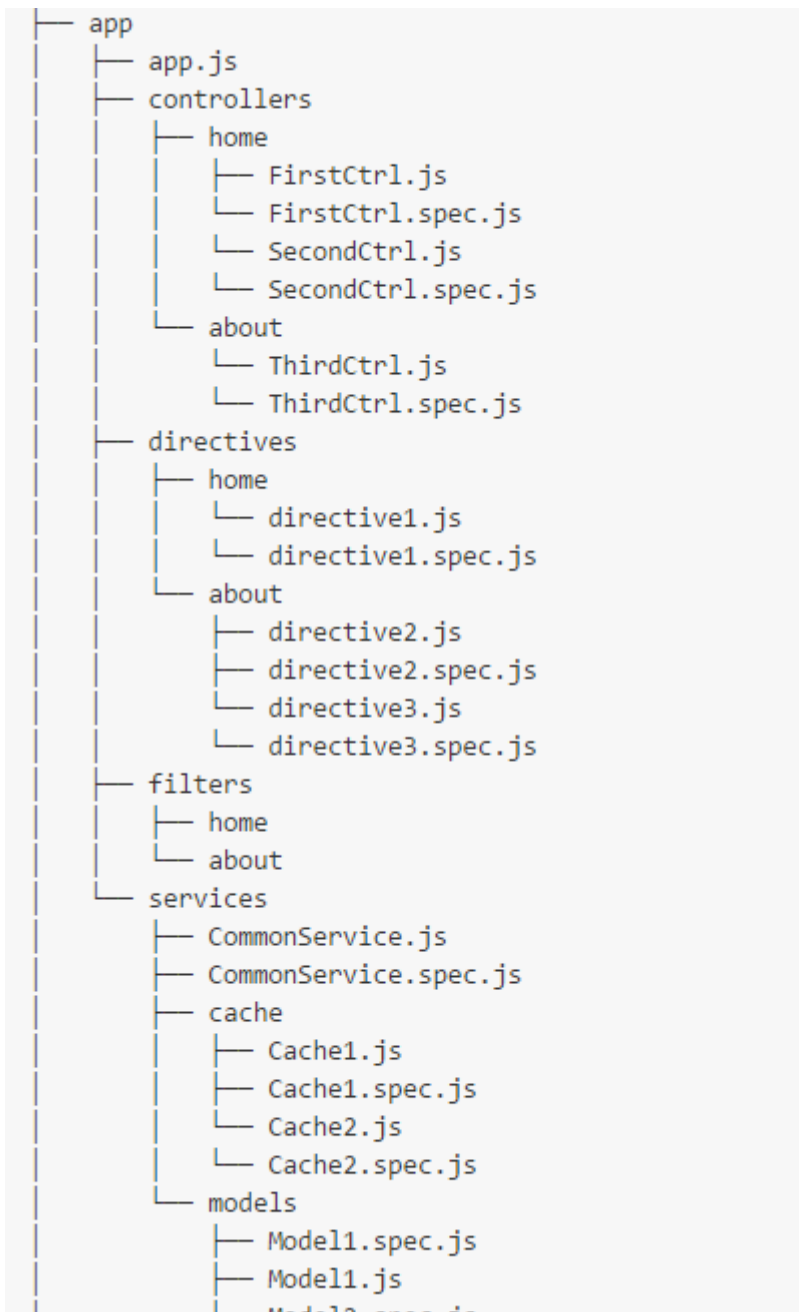 ├── app
│   ├── app.js
│   ├── controllers
│   │   ├── home
│   │   │   ├── FirstCtrl.js
│   │   │   └── FirstCtrl.spec.js
│   │   │   └── SecondCtrl.js
│   │   │   └── SecondCtrl.spec.js
│   │   └── about
│   │       └── ThirdCtrl.js
│   │       └── ThirdCtrl.spec.js
│   ├── directives
│   │   ├── home
│   │   │   └── directive1.js
│   │   │   └── directive1.spec.js
│   │   └── about
│   │       ├── directive2.js
│   │       ├── directive2.spec.js
│   │       └── directive3.js
│   │       └── directive3.spec.js
│   ├── filters
│   │   ├── home
│   │   └── about
│   └── services
│       ├── CommonService.js
│       ├── CommonService.spec.js
│       ├── cache
│       │   ├── Cache1.js
│       │   ├── Cache1.spec.js
│       │   └── Cache2.js
│       │   └── Cache2.spec.js
│       └── models
│           ├── Model1.spec.js
│           ├── Model1.js